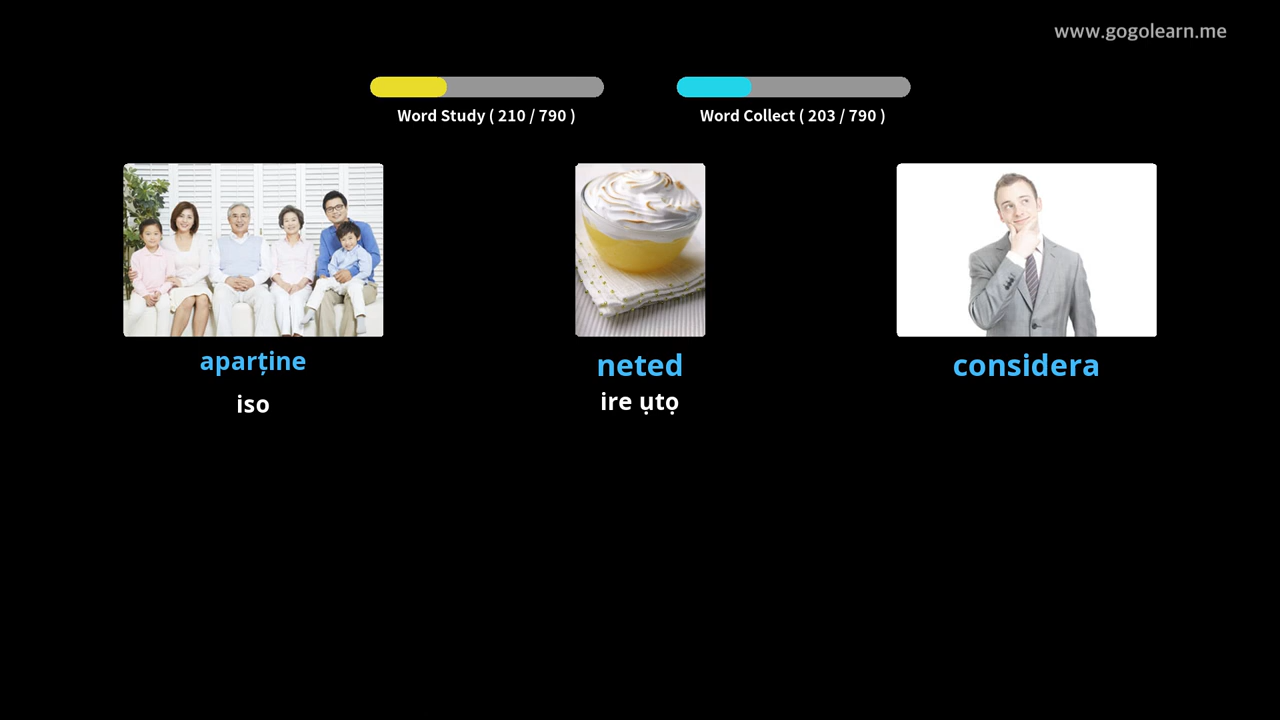 www.gogolearn.me
Word Study ( 210 / 790 )
Word Collect ( 203 / 790 )
aparține
iso
neted
ire ụtọ
considera